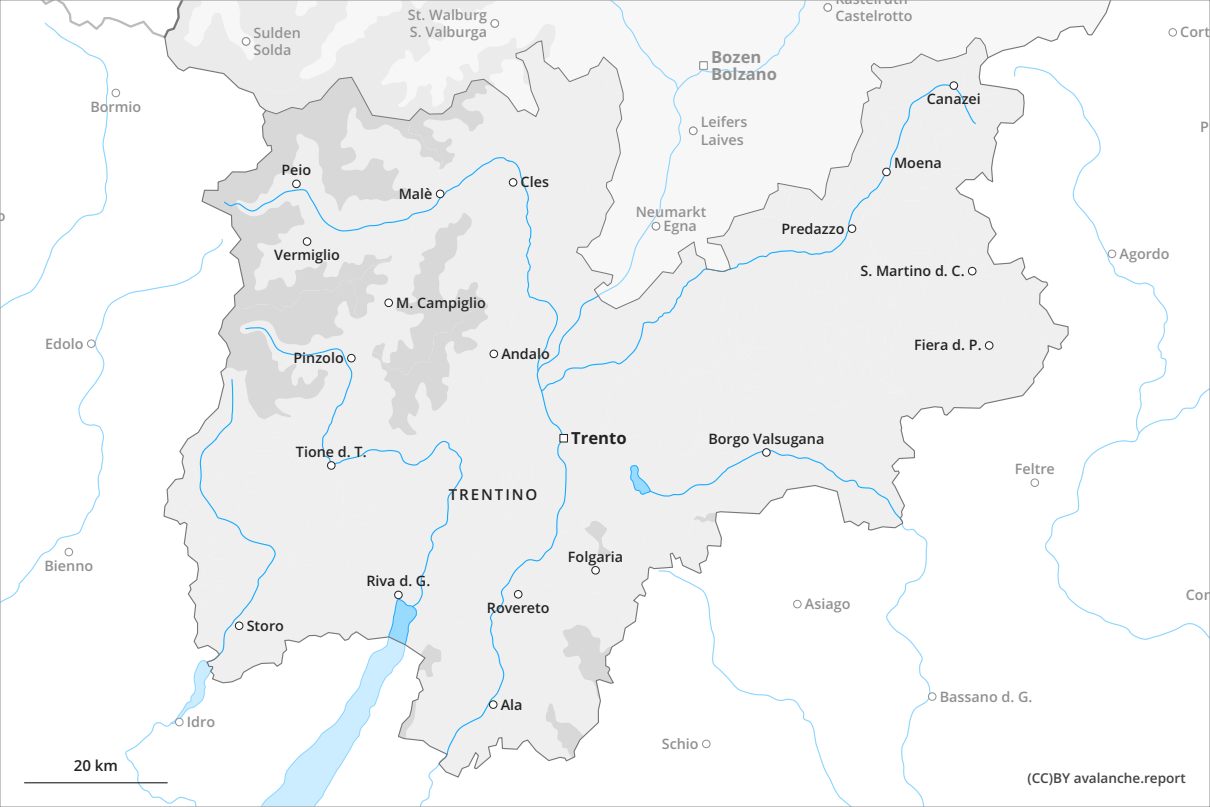 Kastelruth
Castelrotto
St. Walburg
S. Valburga
Sulden
Solda
Cort
Bozen
Bolzano
Bormio
Canazei
Leifers
Laives
P
Moena
Peio
Malè
Cles
Neumarkt
Egna
Predazzo
Vermiglio
Agordo
S. Martino d. C.
M. Campiglio
Edolo
Fiera d. P.
Andalo
Pinzolo
Trento
Borgo Valsugana
Tione d. T.
Feltre
TRENTINO
Bienno
Folgaria
Riva d. G.
Cor
Rovereto
Asiago
Storo
Bassano d. G.
Ala
Idro
Schio
20 km
(CC)BY avalanche.report